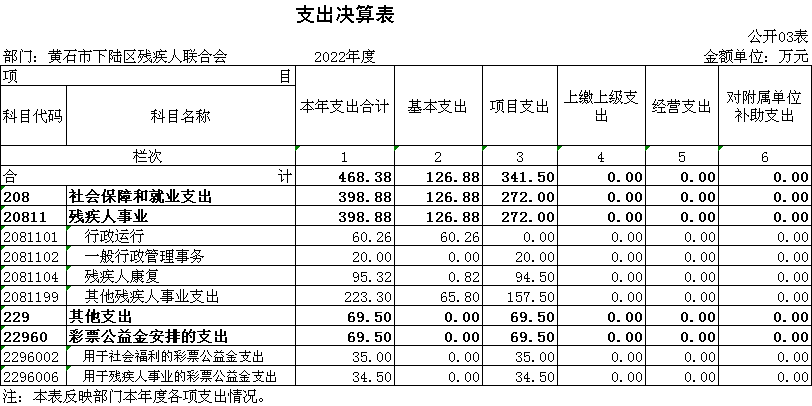 支出决算表
公开03表
部门：黄石市下陆区残疾人联合会 2022年度 金额单位：万元
项 目 本年支出合计 基本支出 项目支出 上缴上级支出 经营支出 对附属单位补助支出
科目代码 科目名称
栏次 1 2 3 4 5 6
合 计 468.38 126.88 341.50 0.00 0.00 0.00
208 社会保障和就业支出 398.88 126.88 272.00 0.00 0.00 0.00
20811 残疾人事业 398.88 126.88 272.00 0.00 0.00 0.00
2081101 行政运行 60.26 60.26 0.00 0.00 0.00 0.00
2081102 一般行政管理事务 20.00 0.00 20.00 0.00 0.00 0.00
2081104 残疾人康复 95.32 0.82 94.50 0.00 0.00 0.00
2081199 其他残疾人事业支出 223.30 65.80 157.50 0.00 0.00 0.00
229 其他支出 69.50 0.00 69.50 0.00 0.00 0.00
22960 彩票公益金安排的支出 69.50 0.00 69.50 0.00 0.00 0.00
2296002 用于社会福利的彩票公益金支出 35.00 0.00 35.00 0.00 0.00 0.00
2296006 用于残疾人事业的彩票公益金支出 34.50 0.00 34.50 0.00 0.00 0.00
注：本表反映部门本年度各项支出情况。